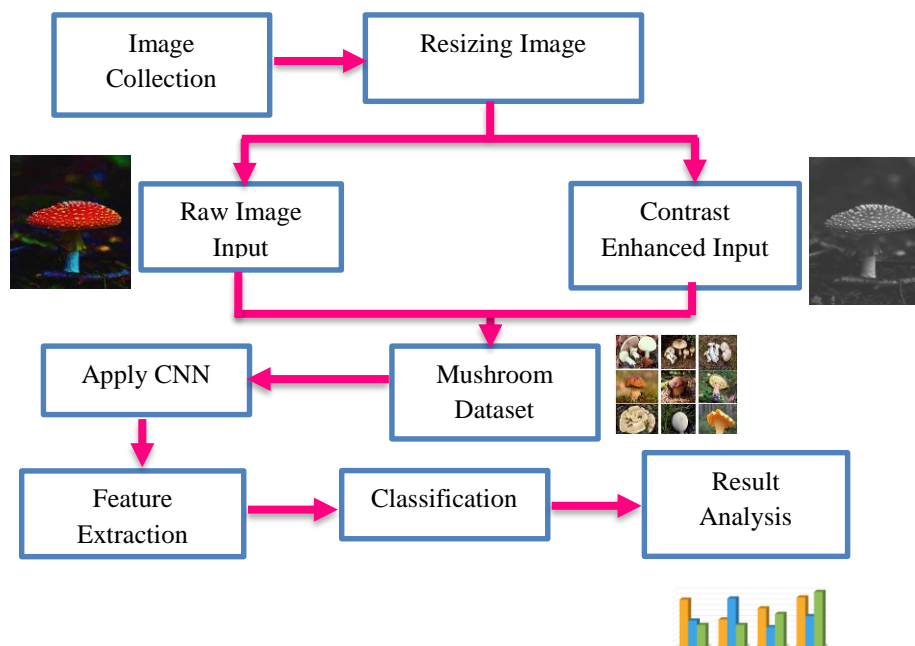 Image
Collection
Resizing Image
Raw Image
Input
Contrast
Enhanced Input
Mushroom
Dataset
Apply CNN
Feature
Extraction
Classification
Result
Analysis